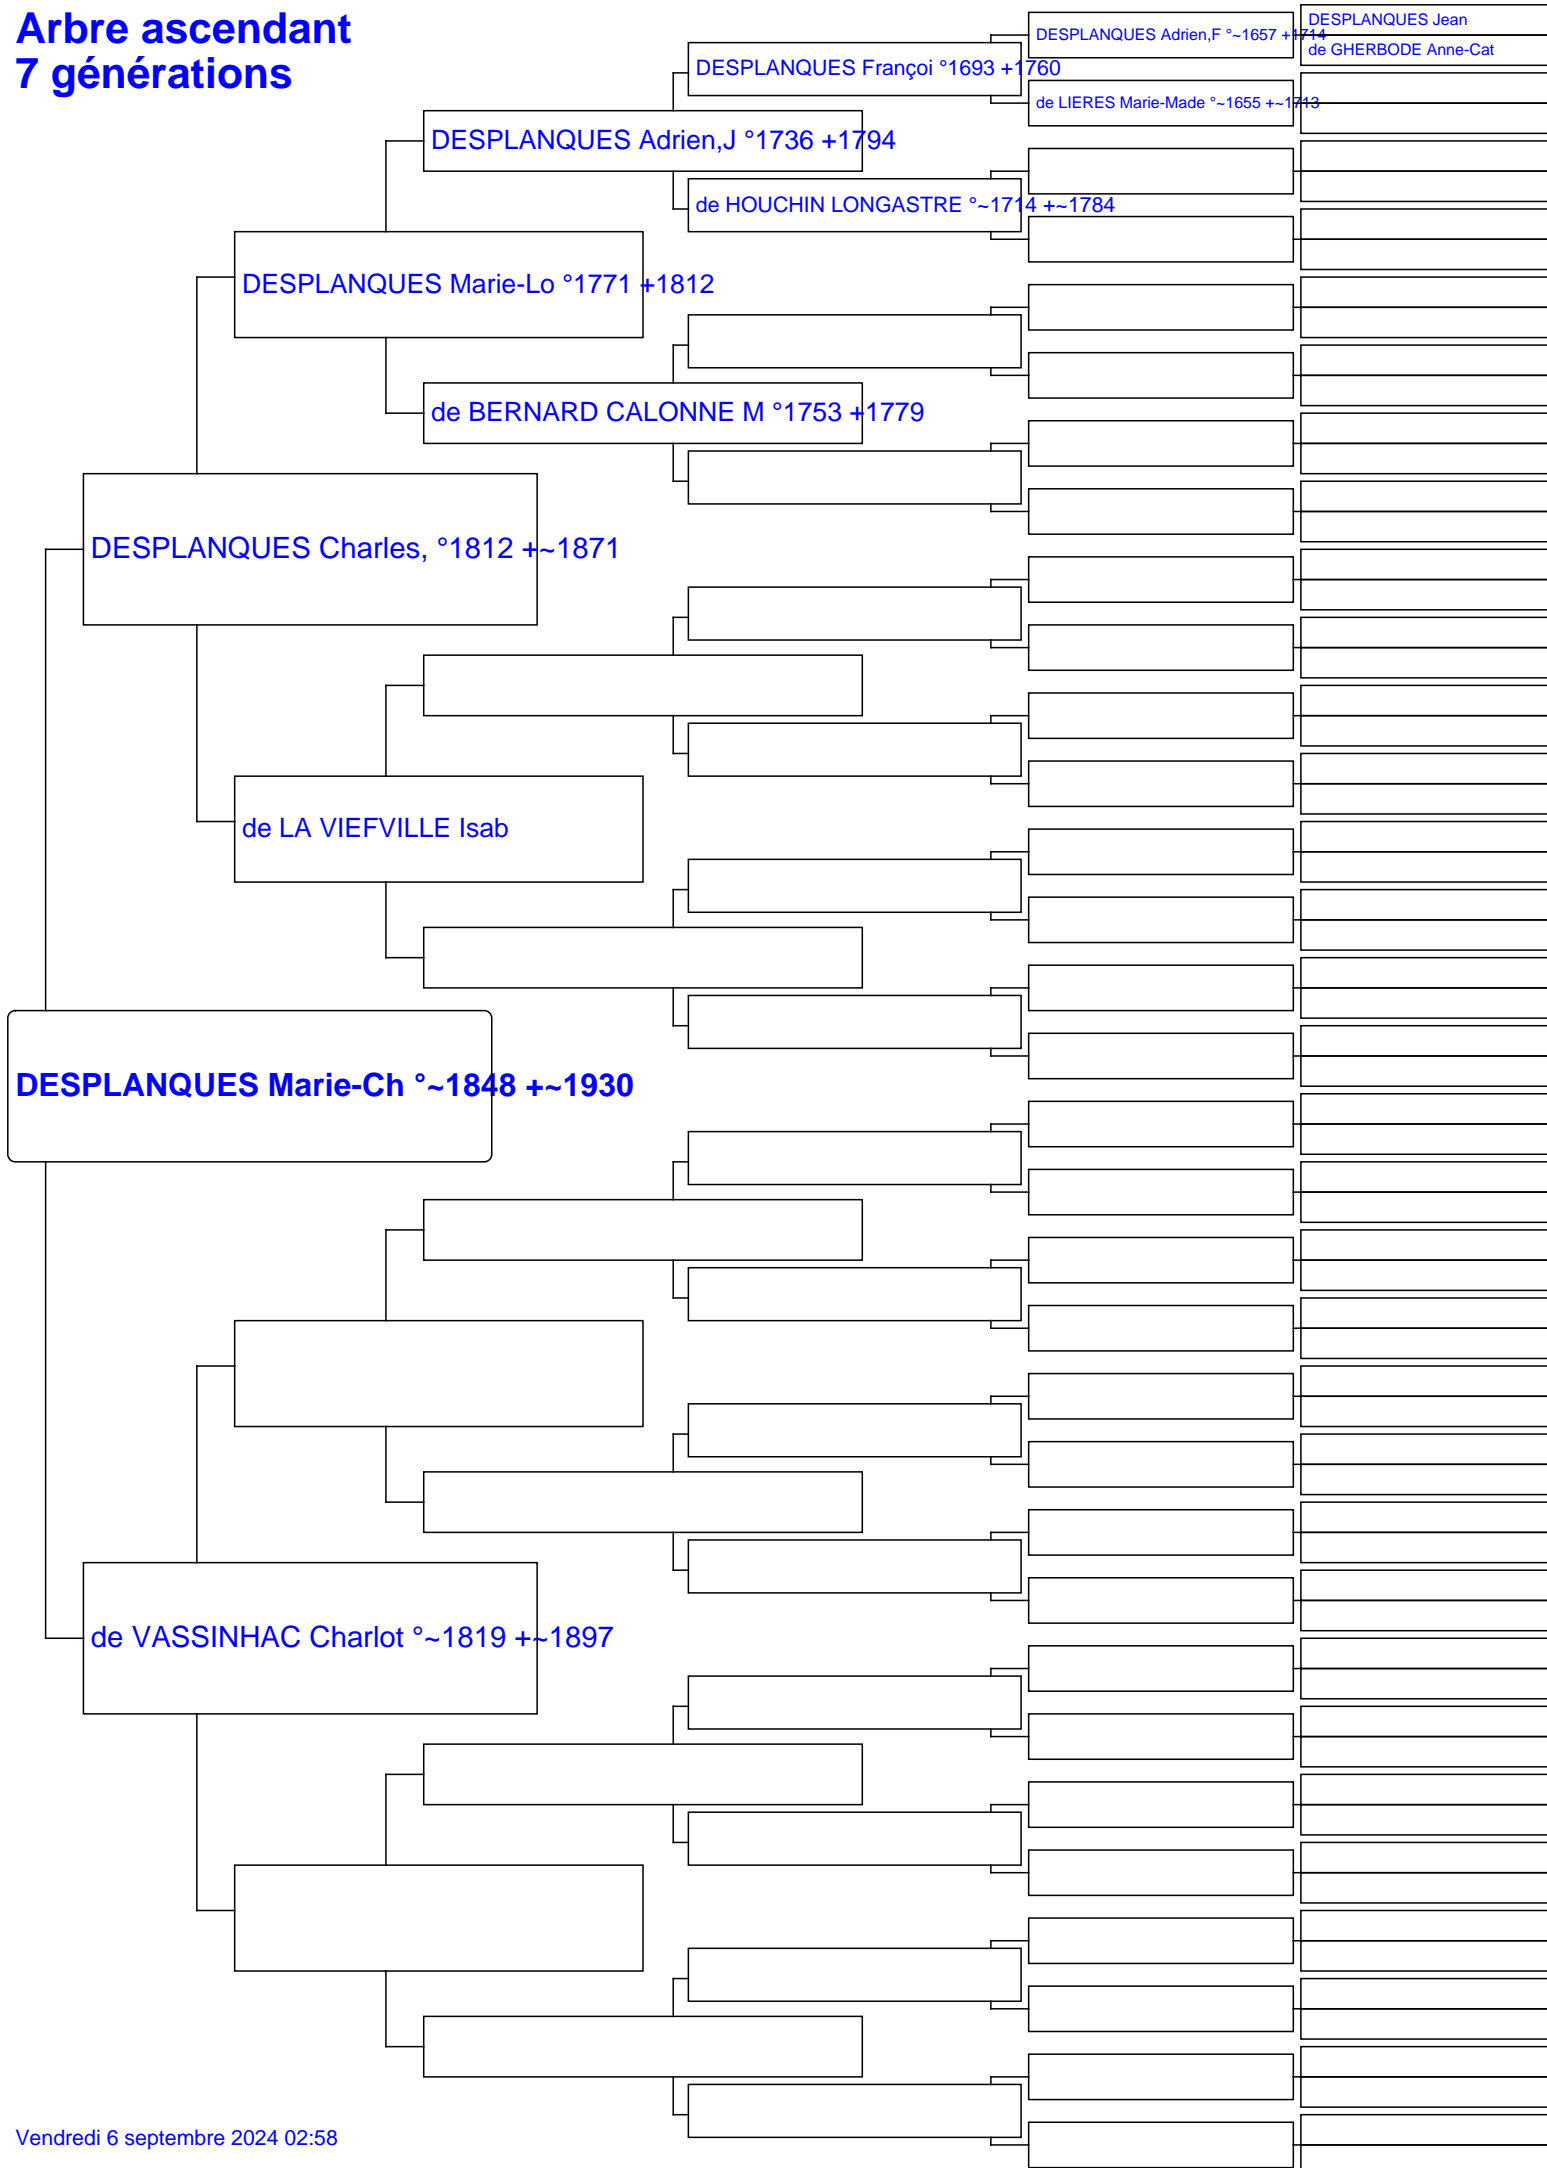 Arbre ascendant
7 générations
DESPLANQUES Jean
DESPLANQUES Adrien,F °~1657 +1714
de GHERBODE Anne-Cat
DESPLANQUES Françoi °1693 +1760
de LIERES Marie-Made °~1655 +~1713
DESPLANQUES Adrien,J °1736 +1794
de HOUCHIN LONGASTRE °~1714 +~1784
DESPLANQUES Marie-Lo °1771 +1812
de BERNARD CALONNE M °1753 +1779
DESPLANQUES Charles, °1812 +~1871
de LA VIEFVILLE Isab
DESPLANQUES Marie-Ch °~1848 +~1930
de VASSINHAC Charlot °~1819 +~1897
Vendredi 6 septembre 2024 02:58